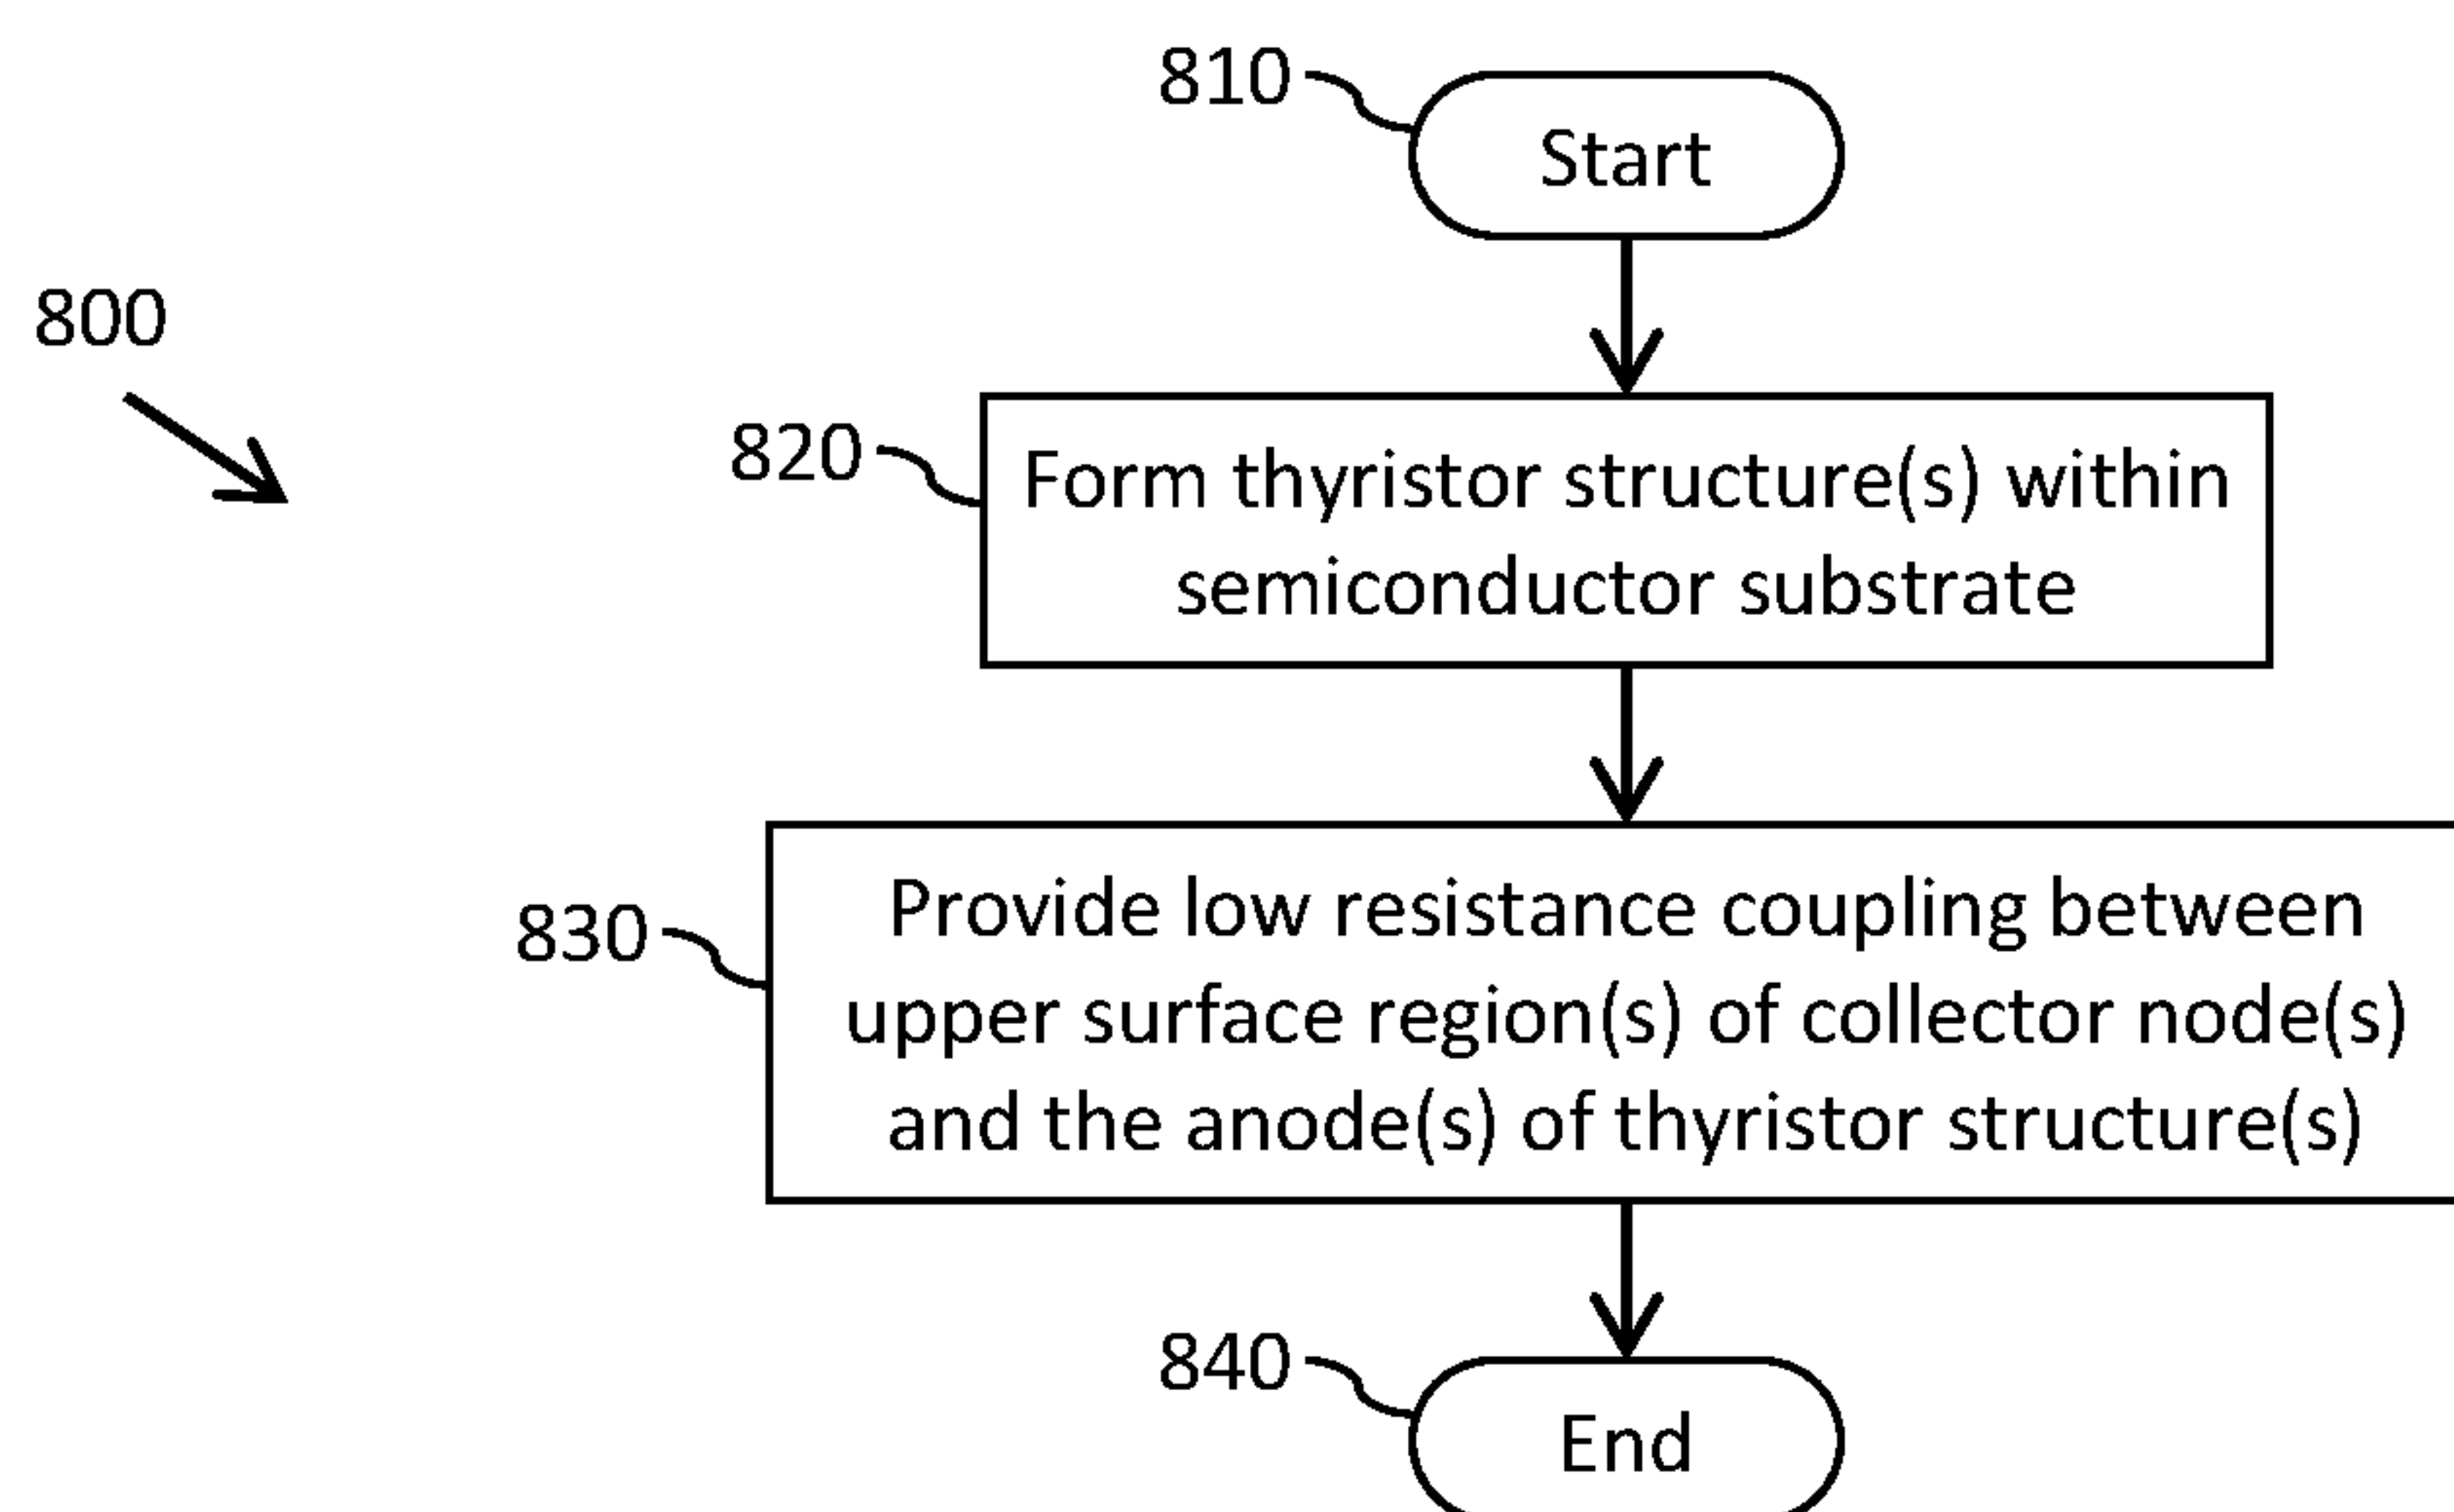 810
Start
800
820
Form thyristor structure(s) within
semiconductor substrate
830
Provide low resistance coupling between
upper surface region(s) of collector node(s)
and the anode(s) of thyristor structure(s)
840
End